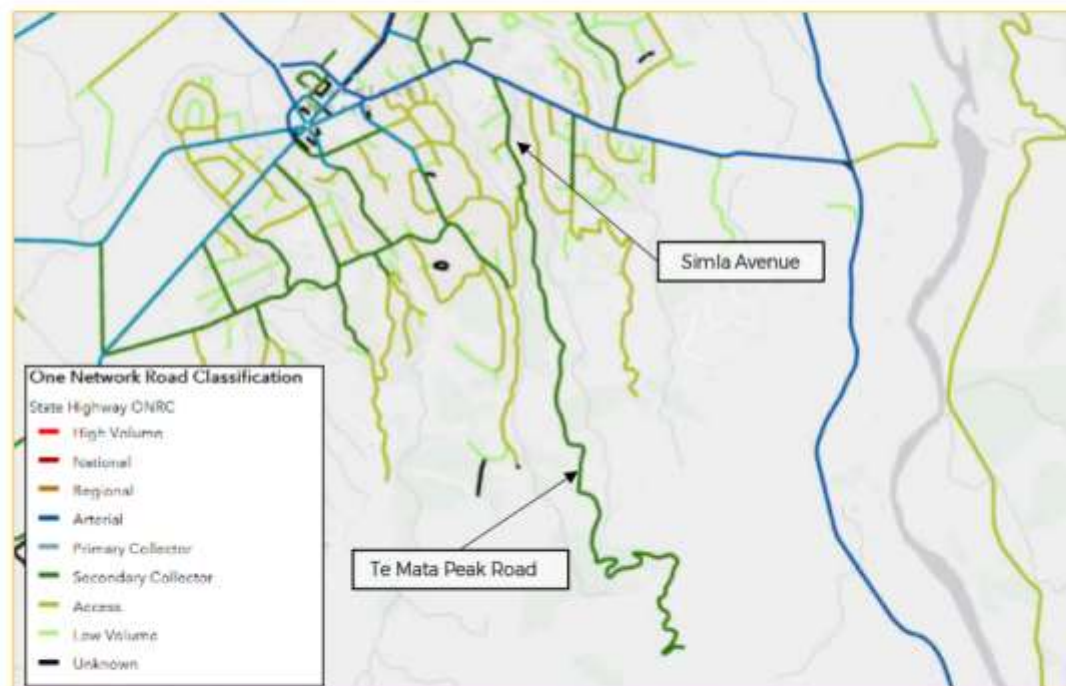 Simla Avenue
Te Mata Peak Road
One Network Road Classification
State Highway ONRC
High Volume
National
Regional
Arterial
Primary Collector
Secondary Collector
Access
Low Volume
Unknown